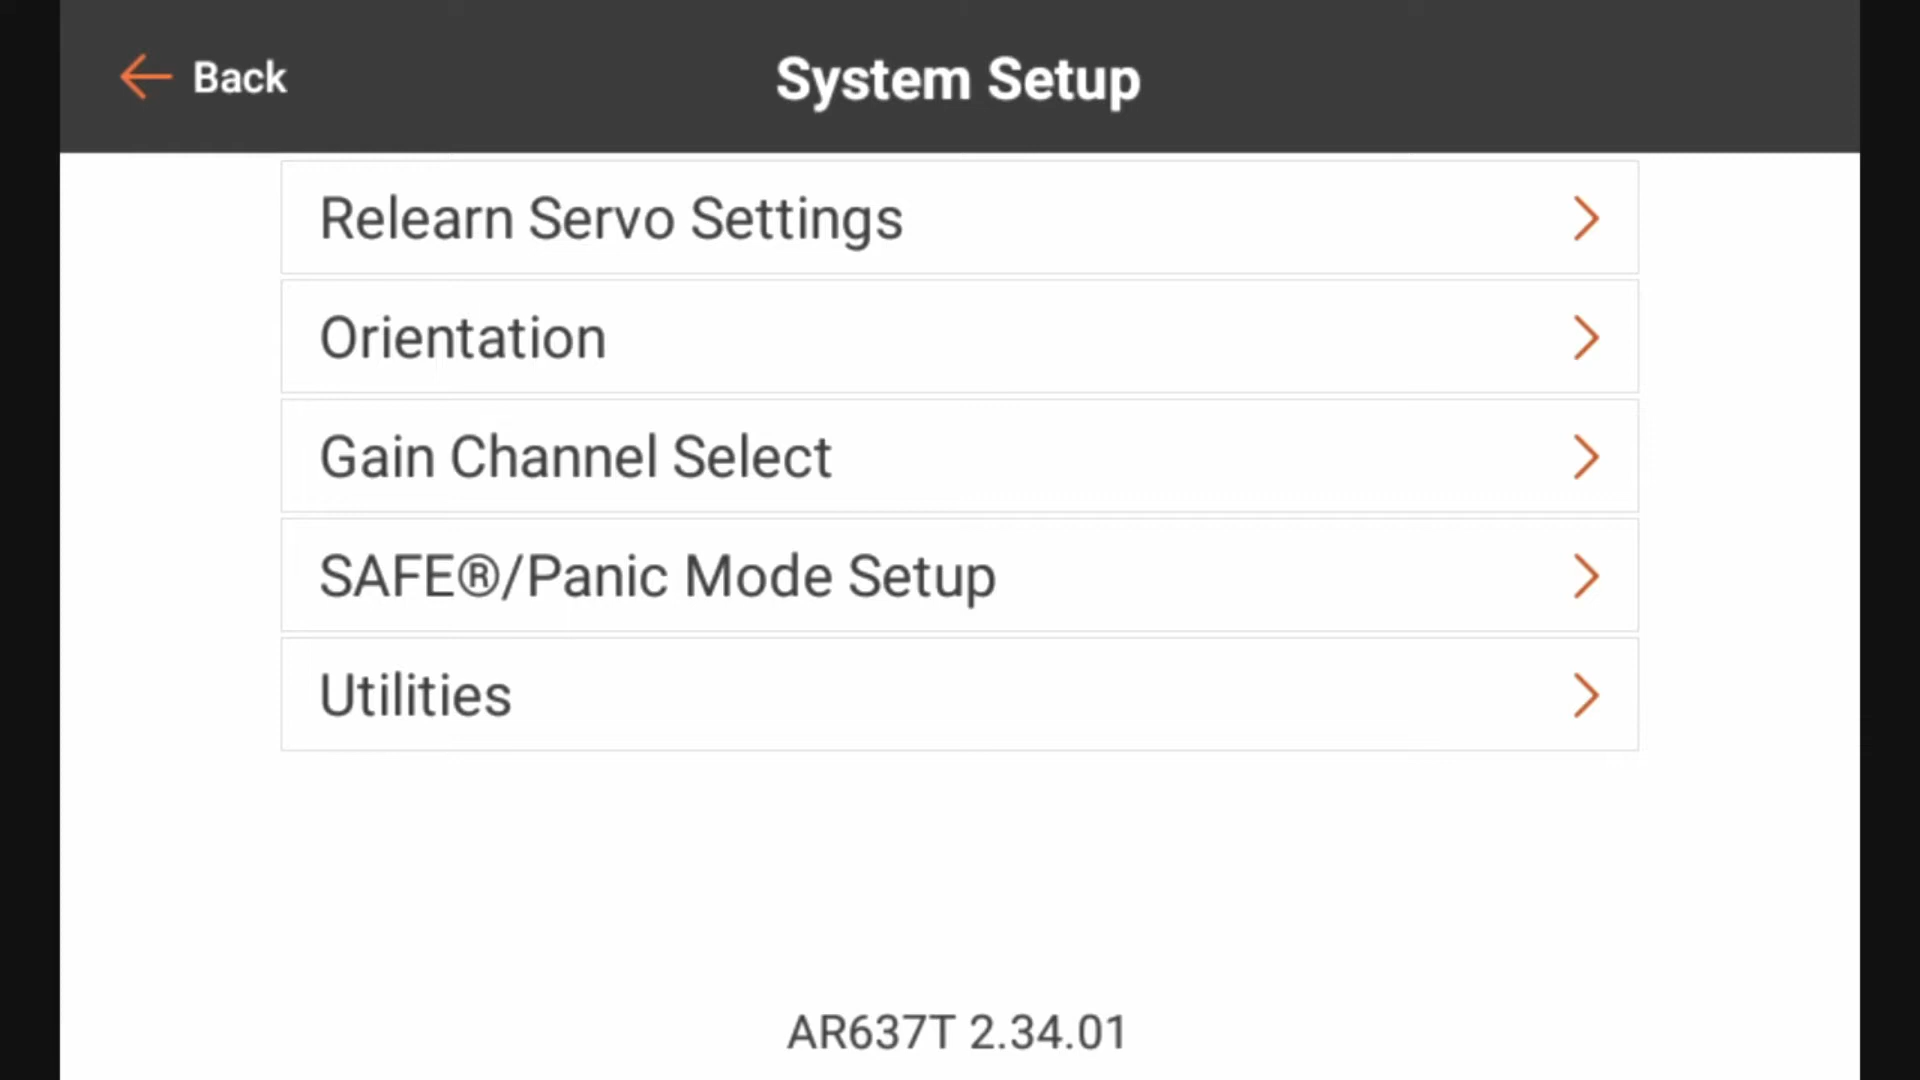 Back
System Setup
Relearn Servo Settings
Orientation
Gain Channel Select
SAFE®/Panic Mode Setup
Utilities
AR637T 2.34.01